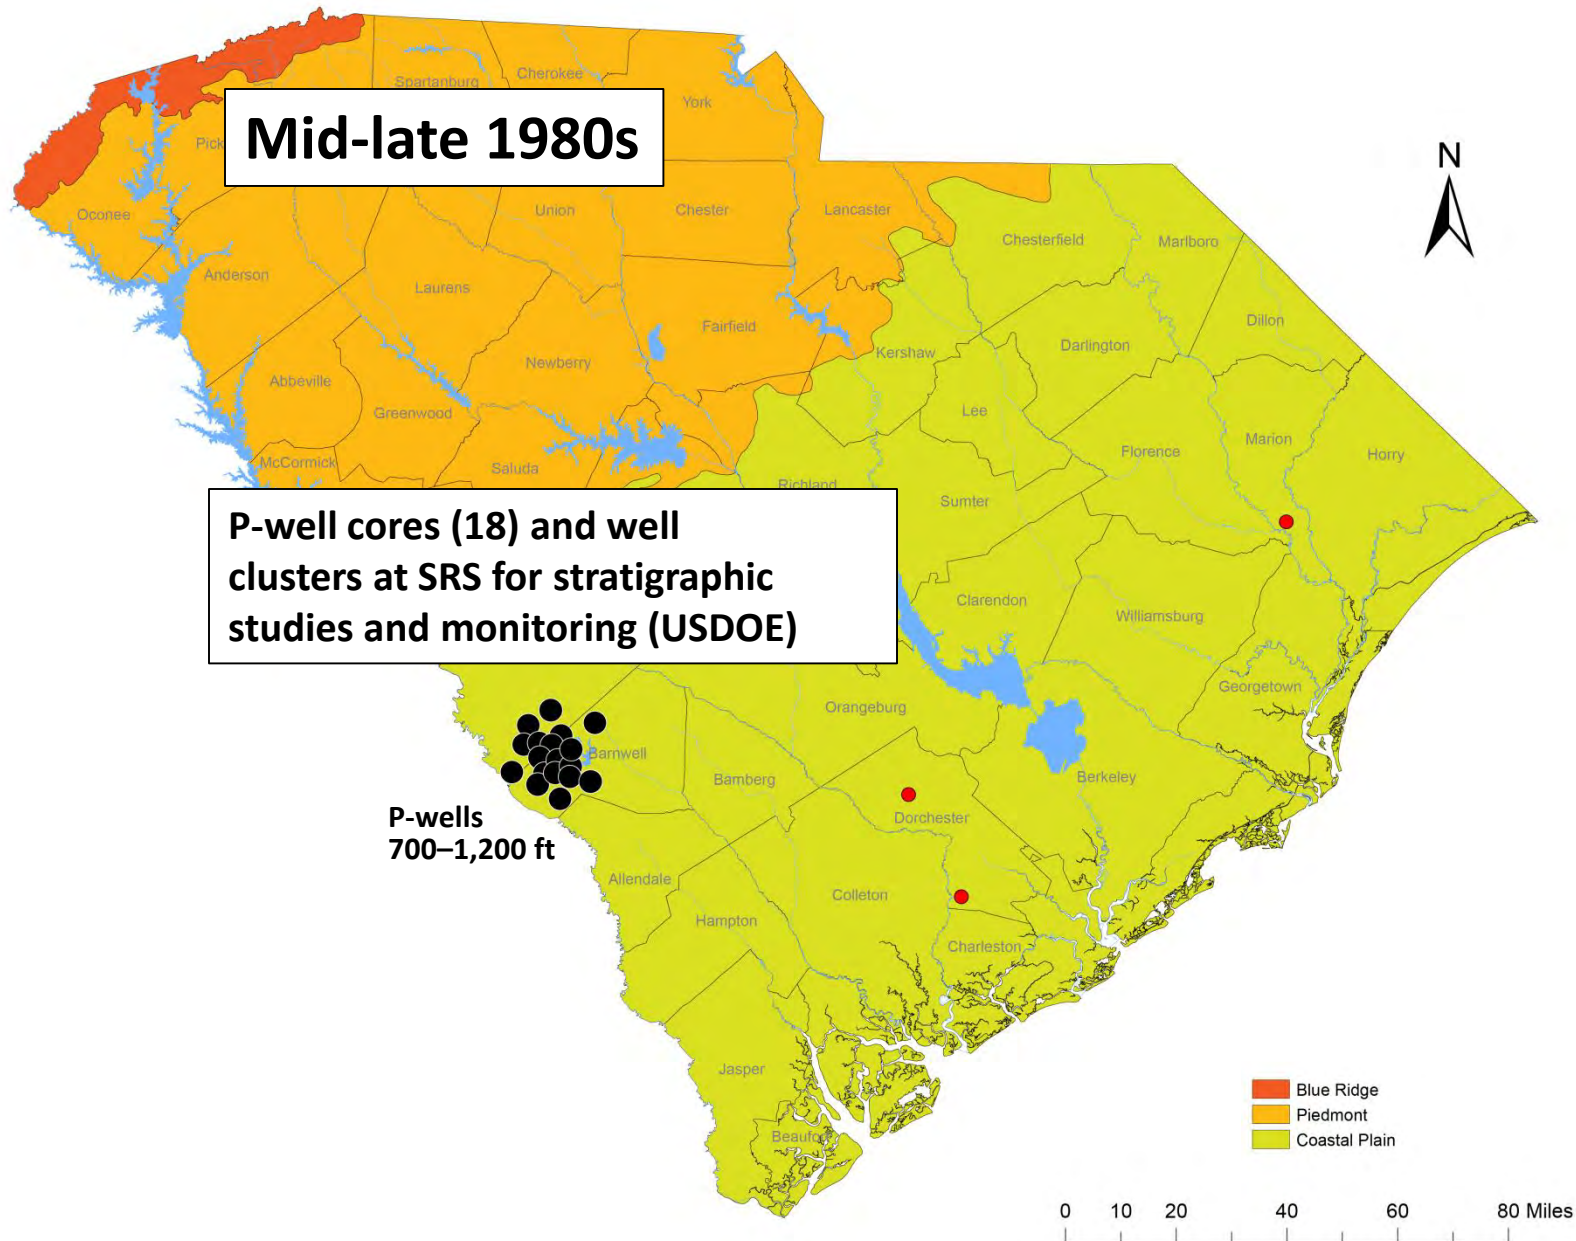 Mid-late 1980s
Spartanburg
Cherokee
York
Pick
Oconee
Union
Chester
Lancaster
Chesterfield
Marlboro
N
Anderson
Laurens
Fairfield
Dillon
Kershaw
Darlington
Newberry
Abbeville
Greenwood
Lee
Marion
Florence
Horry
McCormick
Saluda
Richland
Sumter
P-well cores (18) and well
clusters at SRS for stratigraphic
studies and monitoring (USDOE)
Clarendon
Williamsburg
Georgetown
Orangeburg
Barnwell
Bamberg
Berkeley
Dorchester
P-wells
700–1,200 ft
Allendale
Hampton
Colleton
Charleston
Jasper
Beaufort
Blue Ridge
Piedmont
Coastal Plain
0 10 20 40 60 80 Miles